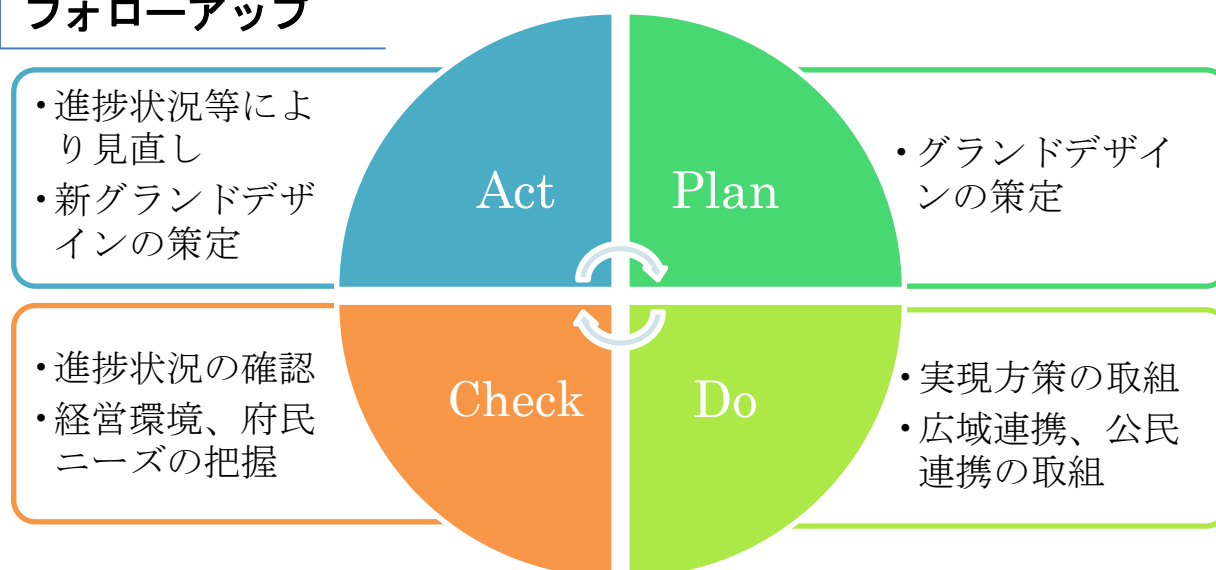 フォローアップ
・進捗状況等によ
り見直し
・新グランドデザ
インの策定
Act
Plan
・グランドデザイ
ンの策定
・進捗状況の確認
・経営環境、府民
ニーズの把握
Check
Do
・実現方策の取組
・広域連携、公民
連携の取組